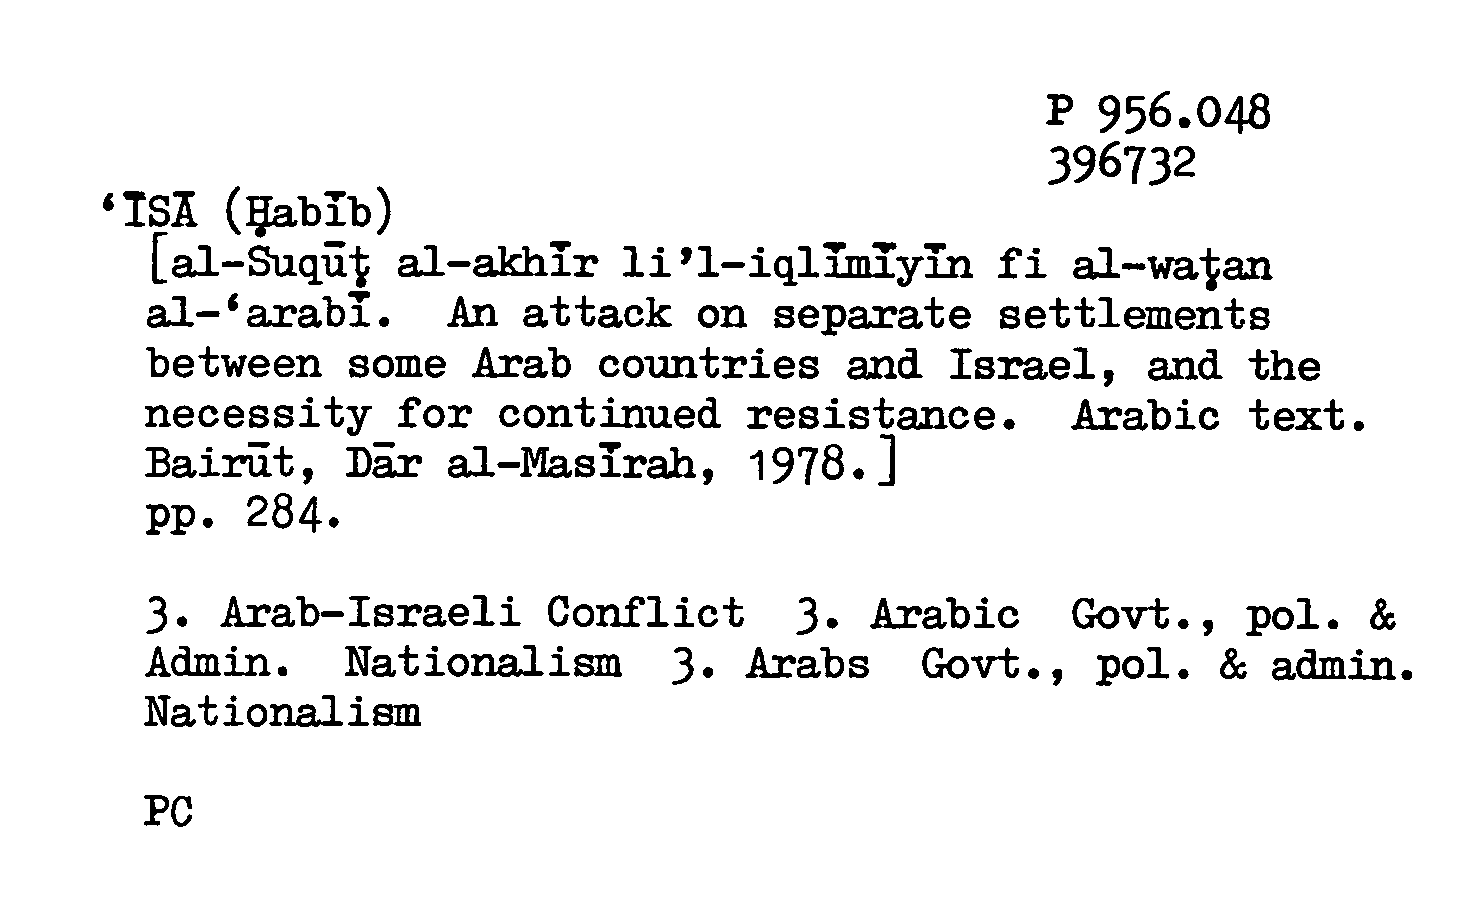 P 956.048
396732
‘ĪSĀ (Ḥabīb)
[al-Suqūṭ al-akhīr li’l-iqlīmīyīn fi al-waṭan
al-‘arabī. An attack on separate settlements
between some Arab countries and Israel, and the
necessity for continued resistance. Arabic text.
Bairūt, Dār al-Masīrah, 1978.]
pp. 284.
3. Arab-Israeli Conflict 3. Arabic Govt., pol. &
Admin. Nationalism 3. Arabs Govt., pol. & admin.
Nationalism
PC